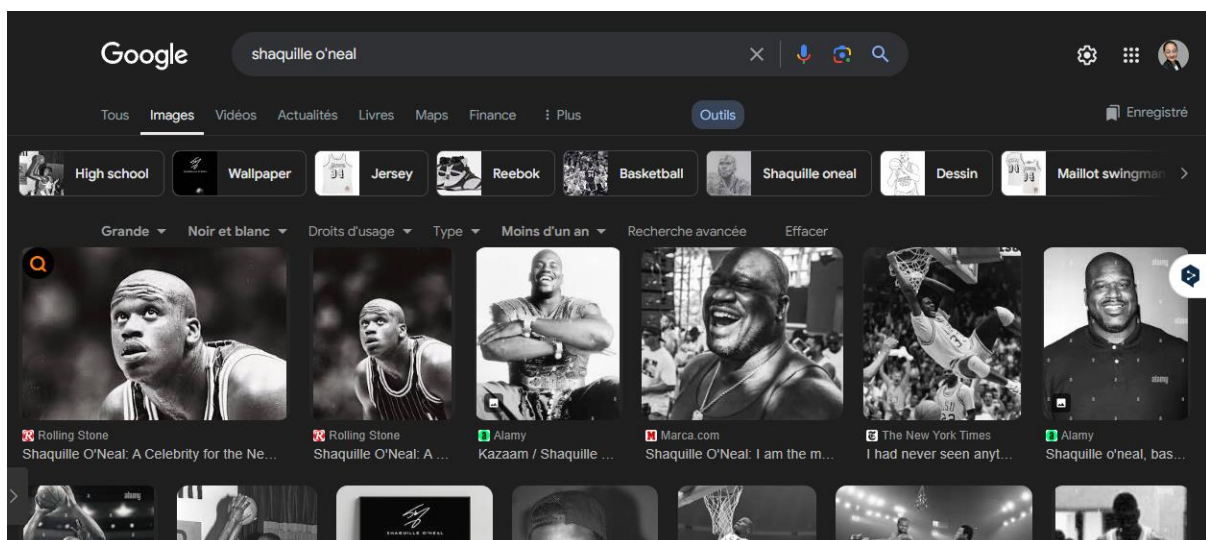 Google
shaquille o'neal
Tous Images Vidéos Actualités Livres Maps Finance Plus Outils Enregistré
High school Wallpaper Jersey Reebok Basketball Shaquille oneal Dessin Maillot swingman
Grande Noir et blanc Droits d'usage Type Moins d'un an Recherche avancée Effacer
Rolling Stone Rolling Stone Alamy Marca.com The New York Times Alamy
Shaquille O'Neal: A Celebrity for the Ne... Shaquille O'Neal: A ... Kazaam / Shaquille ... Shaquille O'Neal: I am the m... I had never seen anyt... Shaquille o'neal, bas...
SHAQUILLE O'NEAL